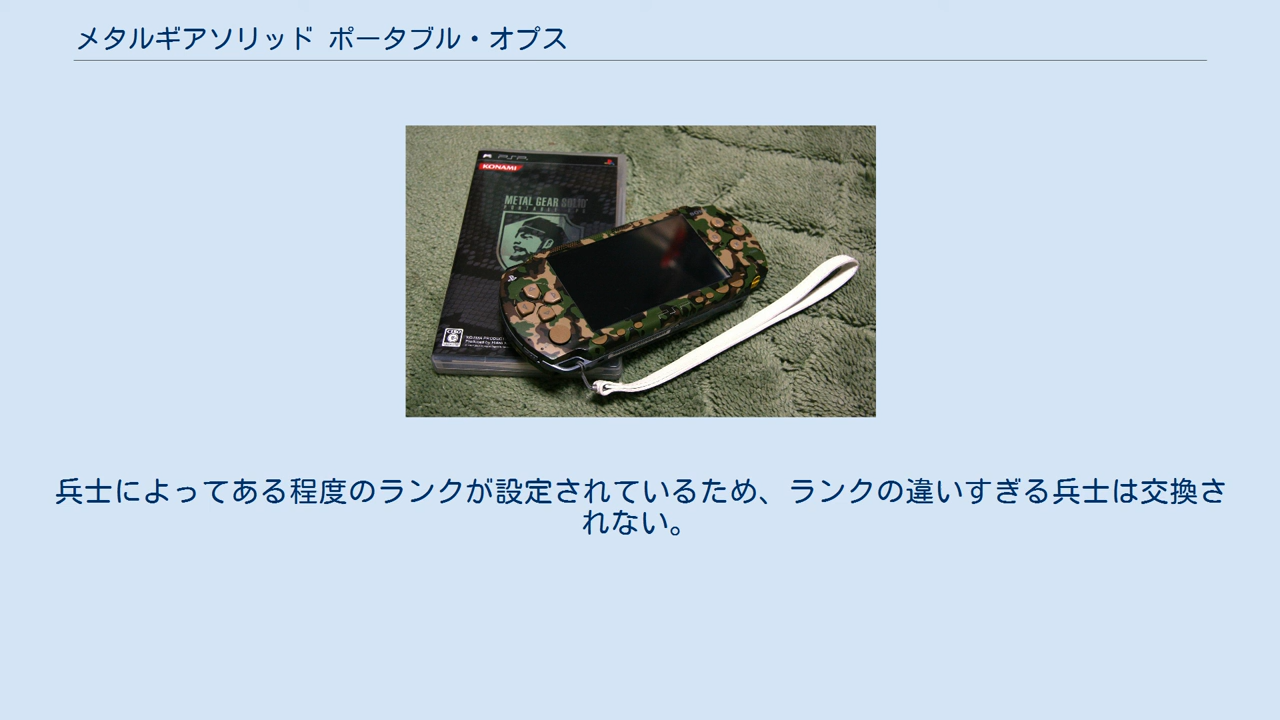 メタルギアソリッド ポータブル・オプス
PSP
KONAMI
METAL GEAR SOLID
PORTABLE OPS
兵士によってある程度のランクが設定されているため、ランクの違いすぎる兵士は交換さ
れない。